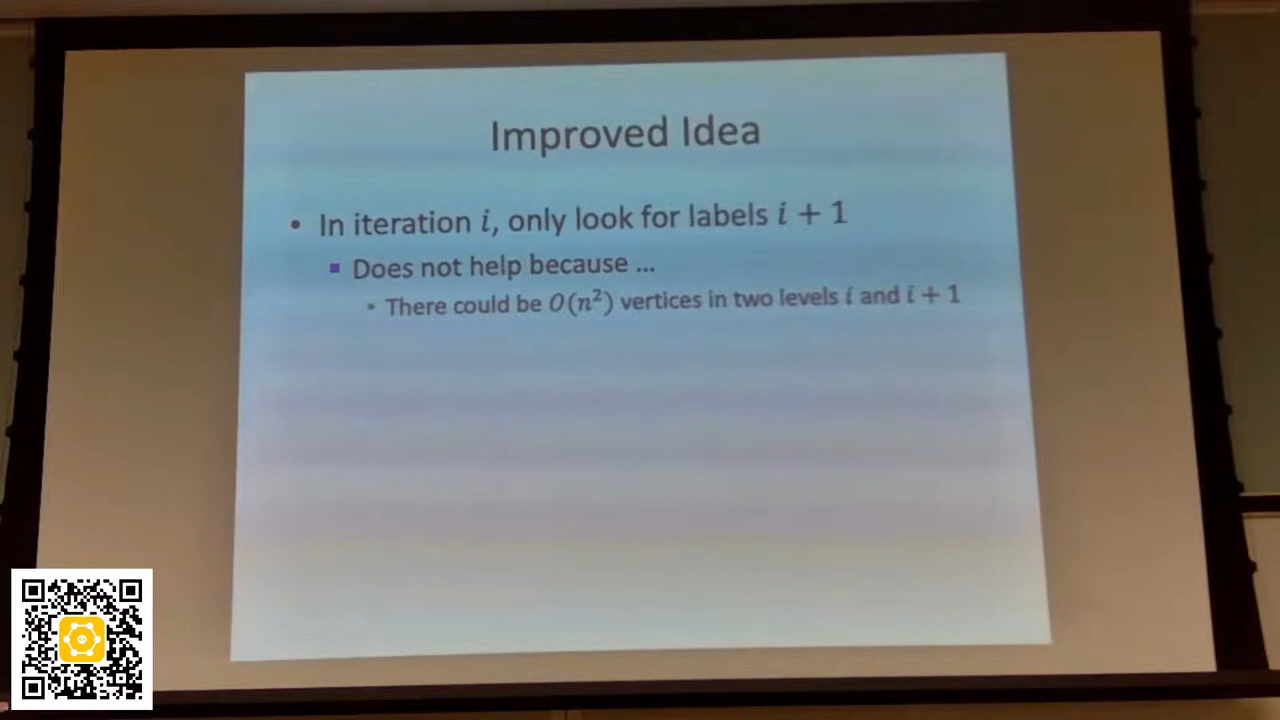 Improved Idea
• In iteration i, only look for labels i + 1
▪ Does not help because ...
• There could be O(n²) vertices in two levels i and i + 1